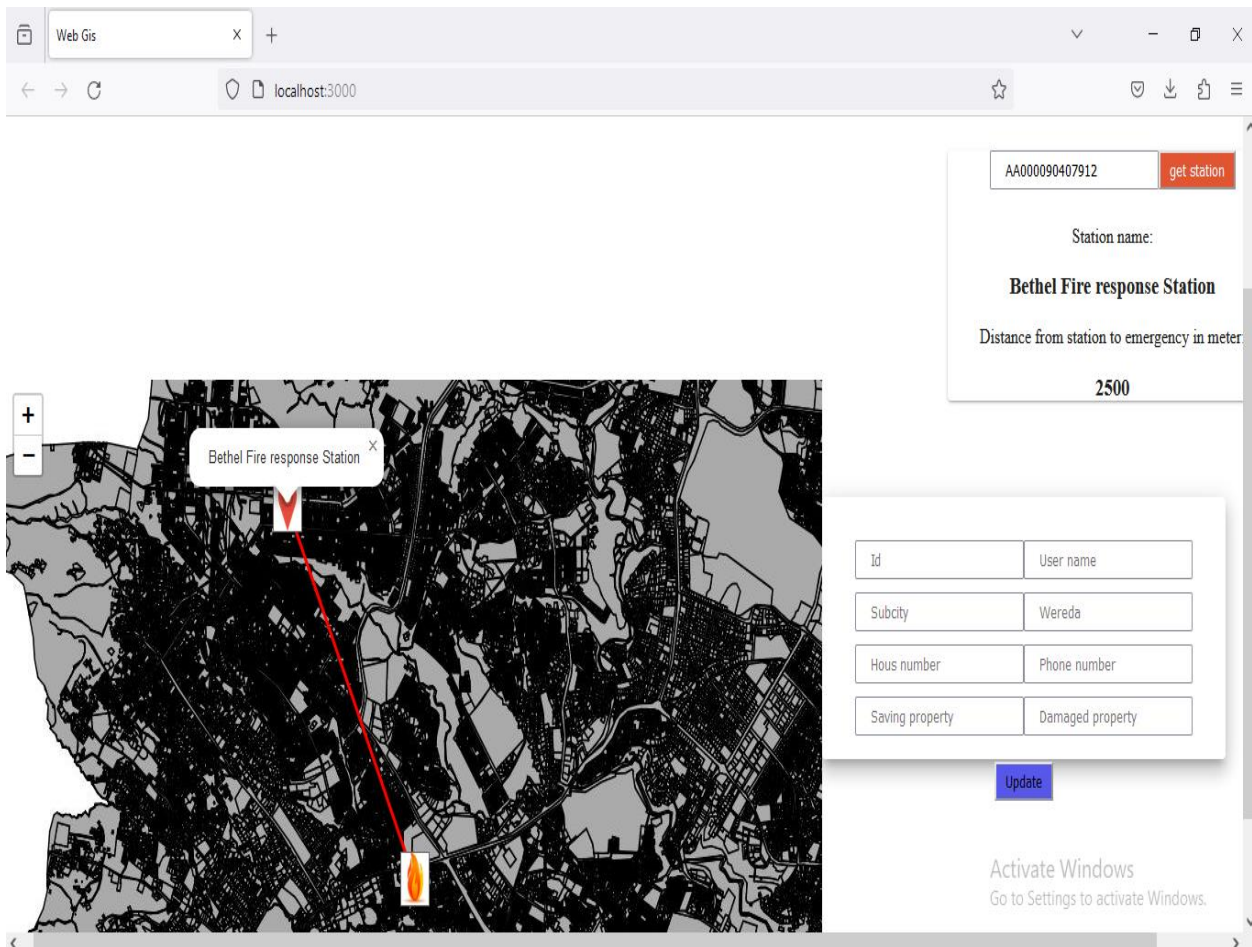 Web Gis
localhost:3000
AA000090407912
get station
Station name:
Bethel Fire response Station
Distance from station to emergency in meter:
2500
+
−
Bethel Fire response Station
Id
User name
Subcity
Wereda
Hous number
Phone number
Saving property
Damaged property
Update
Activate Windows
Go to Settings to activate Windows.